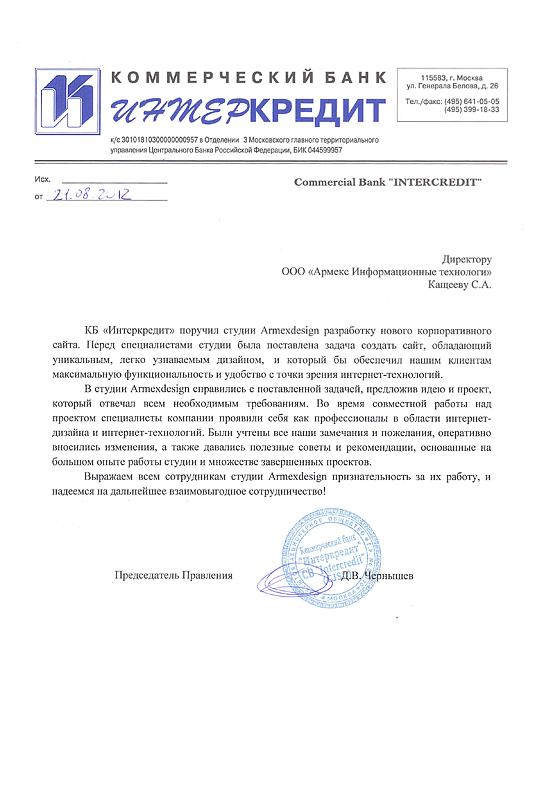 КОММЕРЧЕСКИЙ БАНК
ИНТЕРКРЕДИТ
115583, г. Москва
ул. Генерала Белова, д. 26
Тел./факс: (495) 641-05-05
(495) 399-18-33
к/с 30101810300000000957 в Отделении 3 Московского главного территориального
управления Центрального Банка Российской Федерации, БИК 044599957
Исх.
от 21.08.2012
Commercial Bank "INTERCREDIT"
Директору
ООО «Армекс Информационные технологи»
Кащееву С.А.
КБ «Интеркредит» поручил студии Armexdesign разработку нового корпоративного
сайта. Перед специалистами студии была поставлена задача создать сайт, обладающий
уникальным, легко узнаваемым дизайном, и который бы обеспечил нашим клиентам
максимальную функциональность и удобство с точки зрения интернет-технологий.
В студии Armexdesign справились с поставленной задачей, предложив идею и проект,
который отвечал всем необходимым требованиям. Во время совместной работы над
проектом специалисты компании проявили себя как профессионалы в области интернет-
дизайна и интернет-технологий. Были учтены все наши замечания и пожелания, оперативно
вносились изменения, а также давались полезные советы и рекомендации, основанные на
большом опыте работы студии и множестве завершенных проектов.
Выражаем всем сотрудникам студии Armexdesign признательность за их работу, и
надеемся на дальнейшее взаимовыгодное сотрудничество!
Коммерческий банк
"Интеркредит"
CB "Intercredit"
МОСКВА
Председатель Правления
Д.В. Чернышев